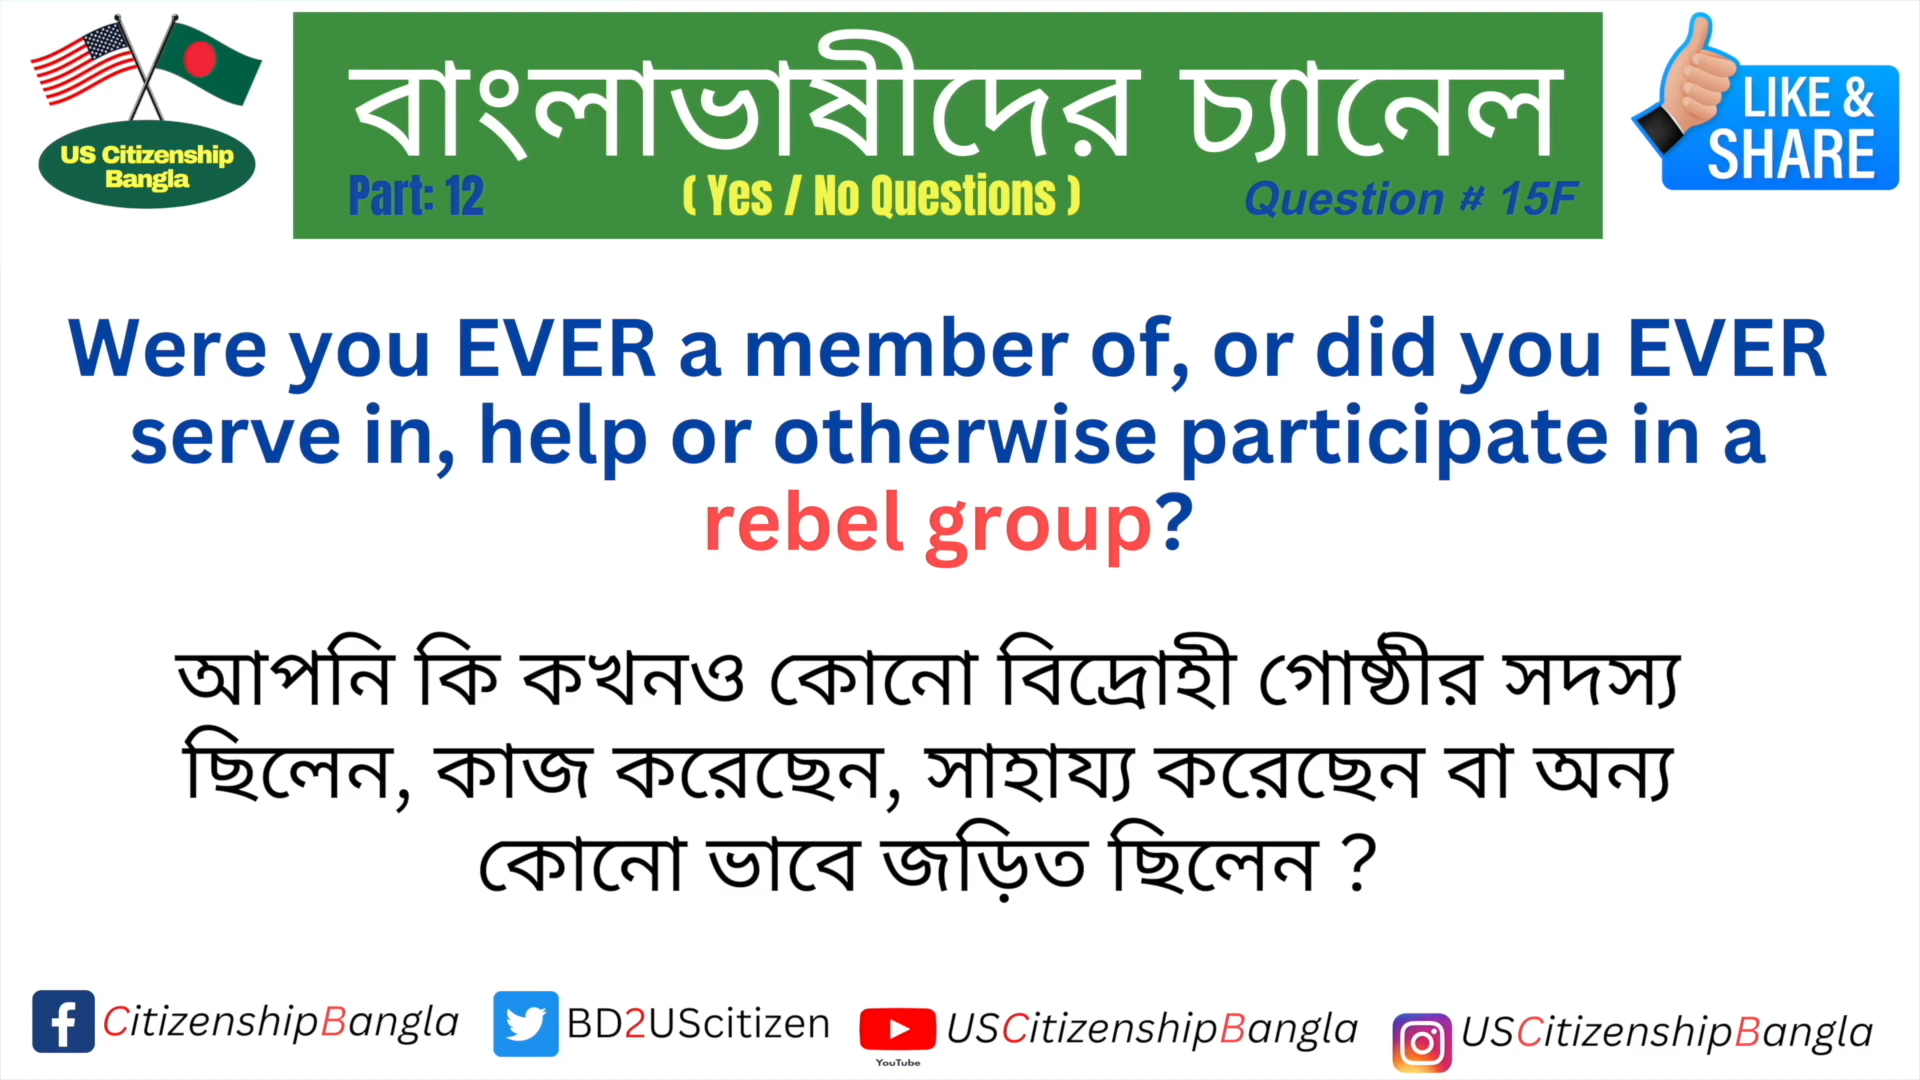 US Citizenship
Bangla
বাংলাভাষীদের চ্যানেল
Part: 12
( Yes / No Questions )
Question # 15F
LIKE &
SHARE
Were you EVER a member of, or did you EVER
serve in, help or otherwise participate in a
rebel group?
আপনি কি কখনও কোনো বিদ্রোহী গোষ্ঠীর সদস্য
ছিলেন, কাজ করেছেন, সাহায্য করেছেন বা অন্য
কোনো ভাবে জড়িত ছিলেন ?
CitizenshipBangla
BD2UScitizen
YouTube
USCitizenshipBangla
USCitizenshipBangla